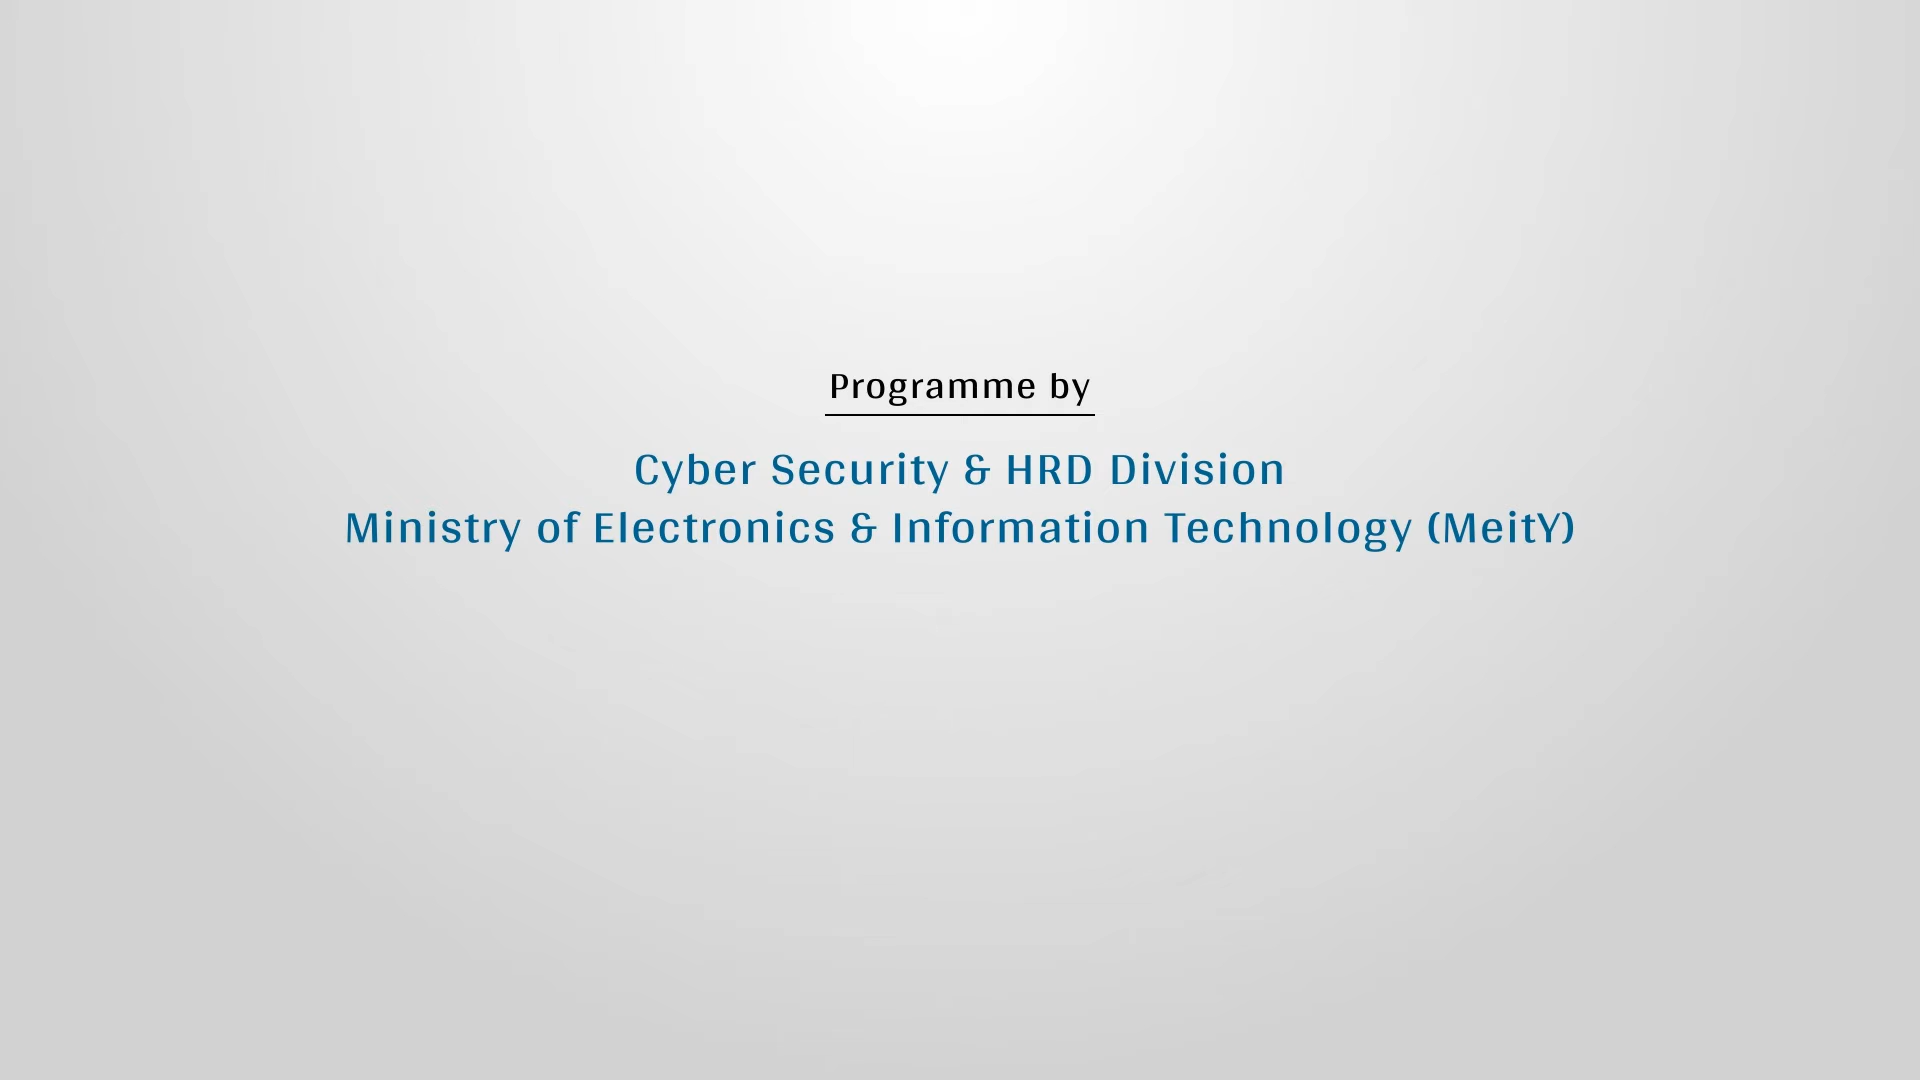 Programme by
Cyber Security & HRD Division
Ministry of Electronics & Information Technology (MeitY)